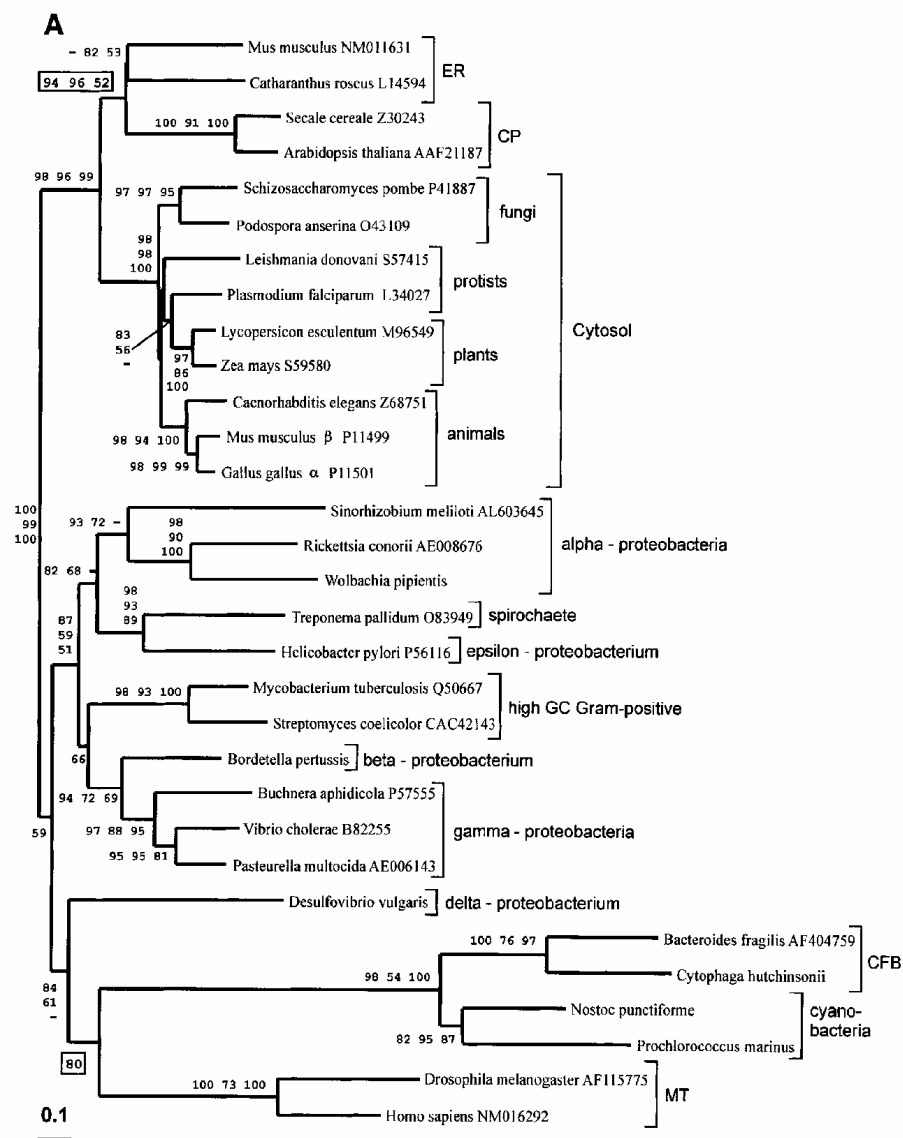 A
– 82 53
Mus musculus NM011631
94 96 52
Catharanthus roseus L14594
ER
100 91 100
Secale cereale Z30243
Arabidopsis thaliana AAF21187
CP
98 96 99
97 97 95
Schizosaccharomyces pombe P41887
Podospora anserina O43109
fungi
98
98
100
Leishmania donovani S57415
Plasmodium falciparum L34027
protists
83
56
–
Lycopersicon esculentum M96549
Zea mays S59580
plants
97
86
100
Cytosol
Caenorhabditis elegans Z68751
98 94 100
Mus musculus β P11499
98 99 99
Gallus gallus α P11501
animals
100
99
100
93 72 –
Sinorhizobium meliloti AL603645
98
90
100
Rickettsia conorii AE008676
Wolbachia pipientis
alpha - proteobacteria
82 68 –
98
93
89
Treponema pallidum O83949
spirochaete
87
59
51
Helicobacter pylori P56116
epsilon - proteobacterium
98 93 100
Mycobacterium tuberculosis Q50667
Streptomyces coelicolor CAC42143
high GC Gram-positive
66
Bordetella pertussis
beta - proteobacterium
94 72 69
Buchnera aphidicola P57555
59
97 88 95
Vibrio cholerae B82255
95 95 81
Pasteurella multocida AE006143
gamma - proteobacteria
Desulfovibrio vulgaris
delta - proteobacterium
100 76 97
Bacteroides fragilis AF404759
Cytophaga hutchinsonii
CFB
98 54 100
84
61
–
Nostoc punctiforme
82 95 87
Prochlorococcus marinus
cyano-
bacteria
80
100 73 100
Drosophila melanogaster AF115775
Homo sapiens NM016292
MT
0.1